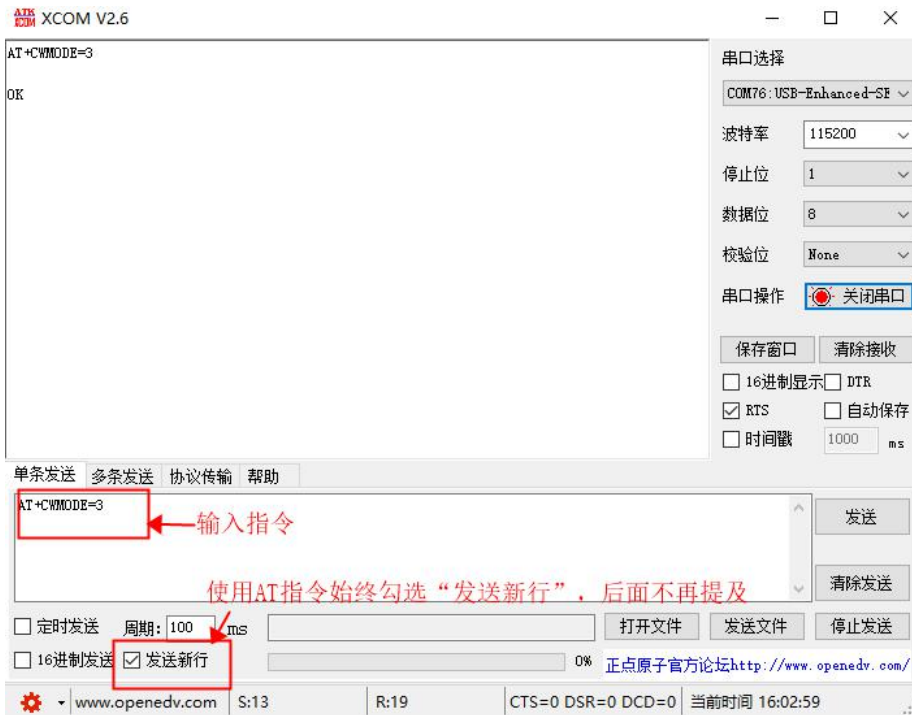 ATK XCOM XCOM V2.6
AT+CWMODE=3
OK
串口选择
COM76:USB-Enhanced-SE
波特率 115200
停止位 1
数据位 8
校验位 None
串口操作 关闭串口
保存窗口 清除接收
16进制显示 DTR
RTS 自动保存
时间戳 1000 ms
单条发送 多条发送 协议传输 帮助
AT+CWMODE=3
输入指令
发送
使用AT指令始终勾选“发送新行”，后面不再提及
清除发送
定时发送 周期: 100 ms 打开文件 发送文件 停止发送
16进制发送 发送新行 0% 正点原子官方论坛http://www.openedv.com/
www.openedv.com S:13 R:19 CTS=0 DSR=0 DCD=0 当前时间 16:02:59